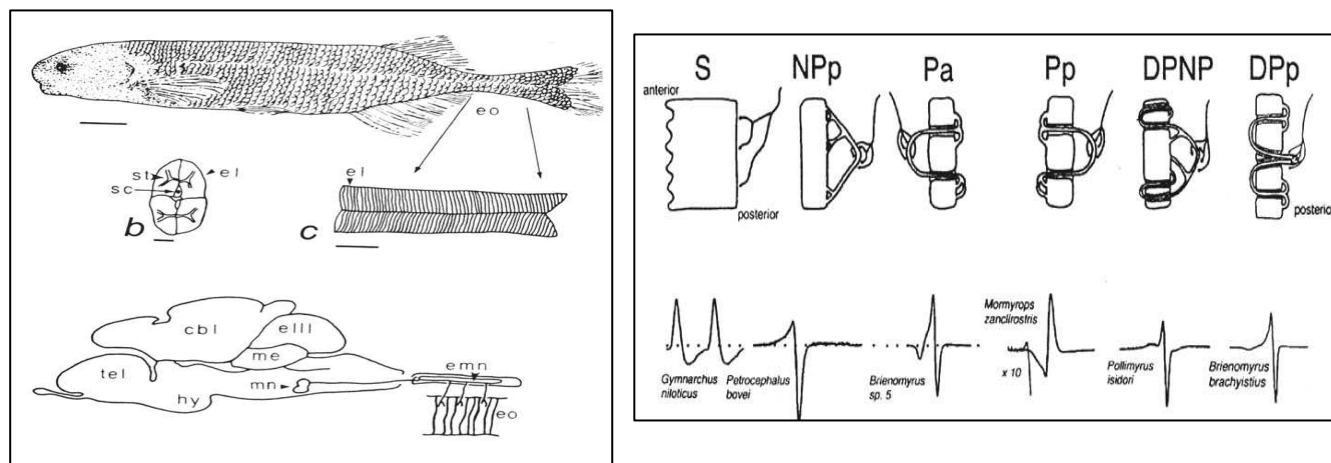 eo
st
el
sc
el
b
c
cbl
elll
me
emn
tel
mn
hy
eo
S NPp Pa Pp DPNP DPp
anterior
posterior
posterio
Mormyrops
zanclirostris
x 10
Gymnarchus
niloticus
Petrocephalus
bovei
Brienomyrus
sp. 5
Pollimyrus
isidori
Brienomyrus
brachyistius